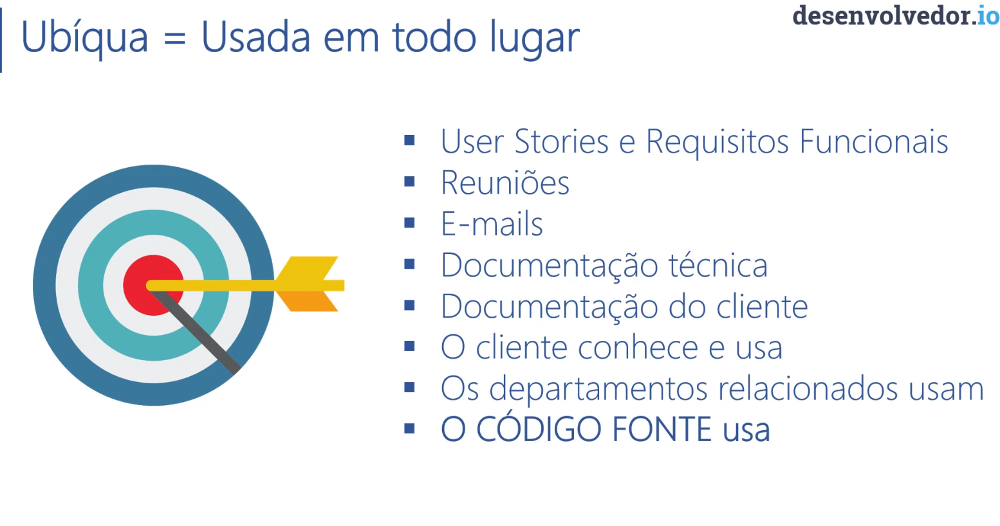 desenvolvedor.io
Ubíqua = Usada em todo lugar
▪ User Stories e Requisitos Funcionais
▪ Reuniões
▪ E-mails
▪ Documentação técnica
▪ Documentação do cliente
▪ O cliente conhece e usa
▪ Os departamentos relacionados usam
▪ O CÓDIGO FONTE usa